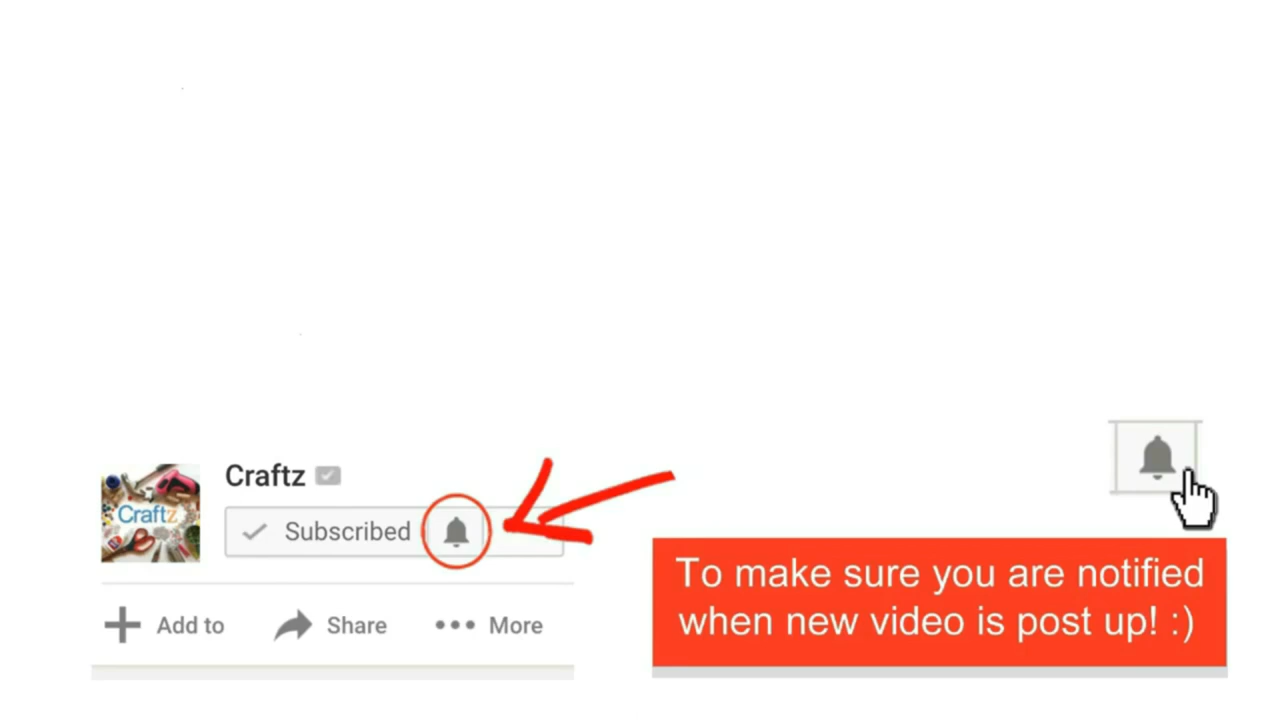 Craftz
Craftz
Subscribed
Add to
Share
More
To make sure you are notified
when new video is post up! :)